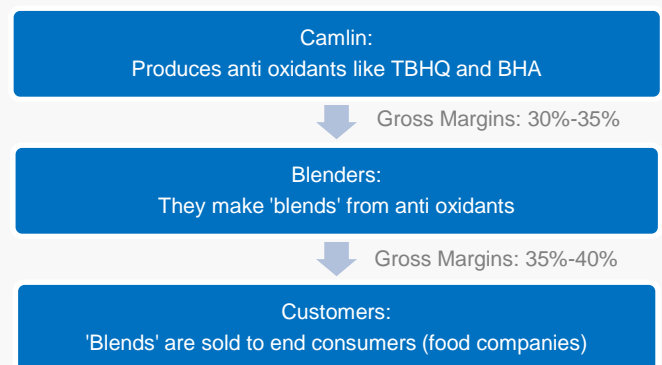 Camlin:
Produces anti oxidants like TBHQ and BHA
Gross Margins: 30%-35%
Blenders:
They make 'blends' from anti oxidants
Gross Margins: 35%-40%
Customers:
'Blends' are sold to end consumers (food companies)